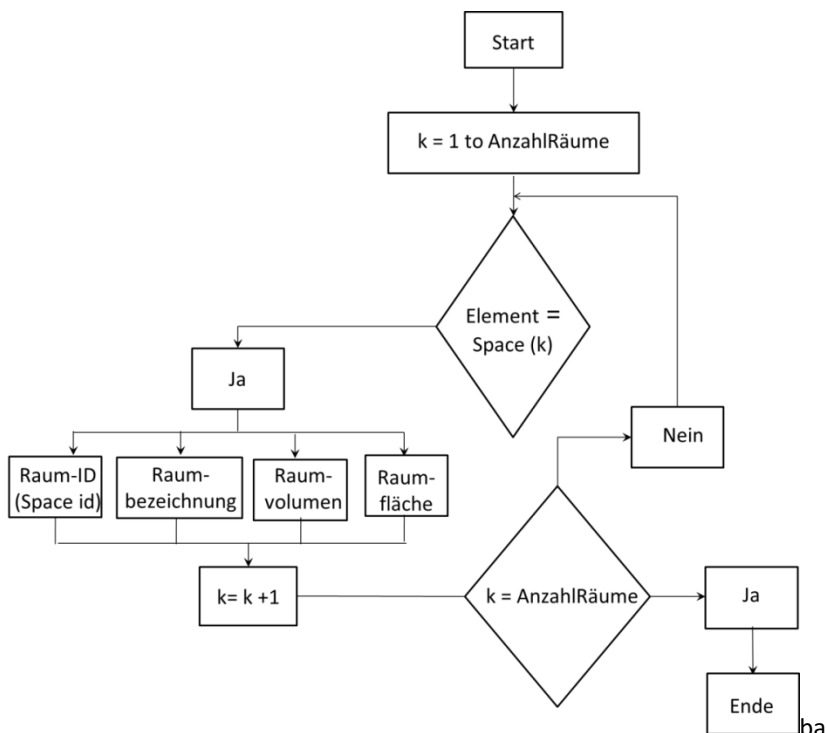 Start
k = 1 to AnzahlRäume
Element =
Space (k)
Ja
Nein
Raum-ID
(Space id)
Raum-
bezeichnung
Raum-
volumen
Raum-
fläche
k= k +1
k = AnzahlRäume
Ja
Ende
ba